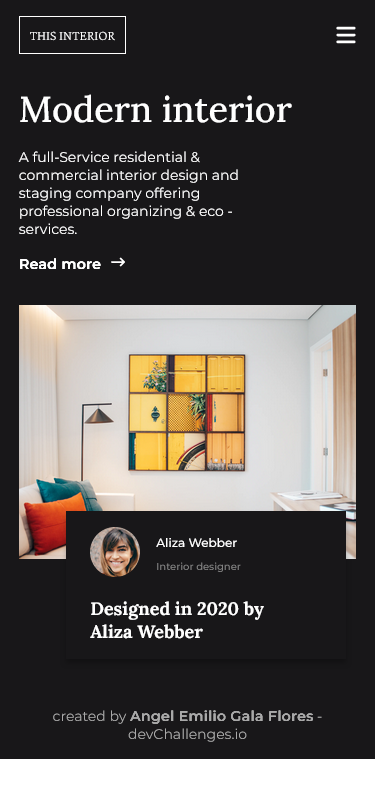 THIS INTERIOR
Modern interior
A full-Service residential &
commercial interior design and
staging company offering
professional organizing & eco -
services.
Read more →
Aliza Webber
Interior designer
Designed in 2020 by
Aliza Webber
created by Angel Emilio Gala Flores -
devChallenges.io